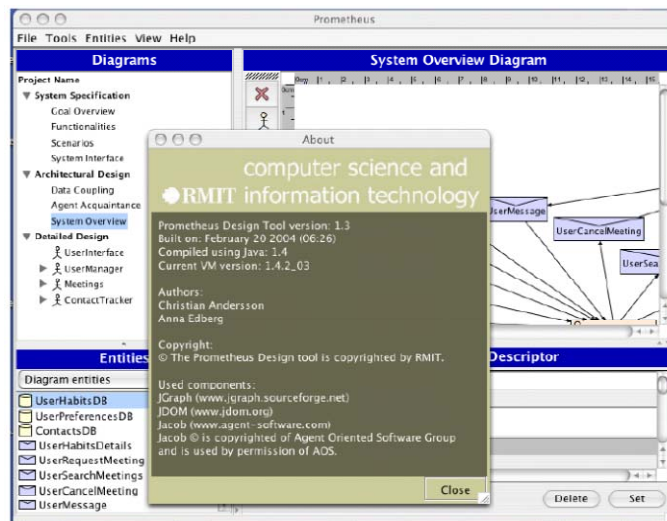 Prometheus
File Tools Entities View Help
Diagrams
Project Name
System Specification
Goal Overview
Functionalities
Scenarios
System Interface
Architectural Design
Data Coupling
Agent Acquaintance
System Overview
Detailed Design
UserInterface
UserManager
Meetings
ContactTracker
System Overview Diagram
UserMessage
UserCancelMeeting
UserSea
About
computer science and
RMIT information technology
Prometheus Design Tool version: 1.3
Built on: February 20 2004 (06:26)
Compiled using Java: 1.4
Current VM version: 1.4.2_03
Authors:
Christian Andersson
Anna Edberg
Copyright:
© The Prometheus Design tool is copyrighted by RMIT.
Used components:
JGraph (www.jgraph.sourceforge.net)
JDOM (www.jdom.org)
Jacob (www.agent-software.com)
Jacob © is copyrighted of Agent Oriented Software Group
and is used by permission of AOS.
Close
Entities
Diagram entities
UserHabitsDB
UserPreferencesDB
ContactsDB
UserHabitsDetails
UserRequestMeeting
UserSearchMeetings
UserCancelMeeting
UserMessage
Descriptor
Delete Set